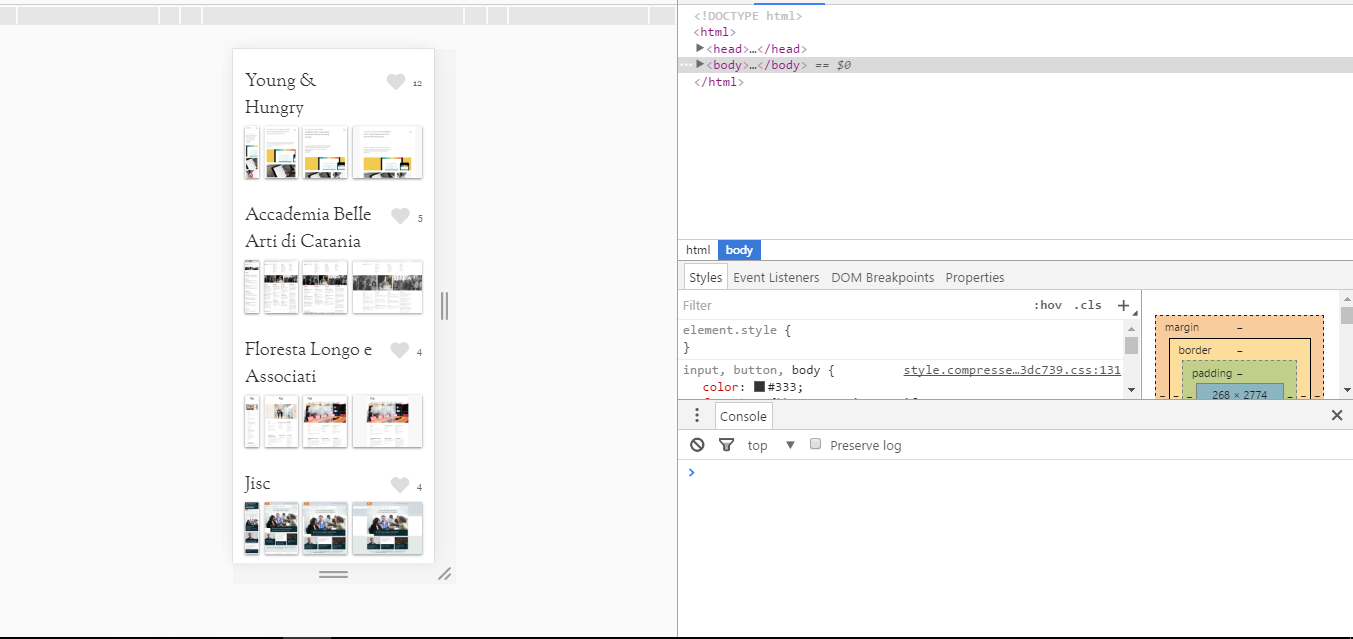 Young &
Hungry
12
Accademia Belle
Arti di Catania
5
Floresta Longo e
Associati
4
Jisc
4
<!DOCTYPE html>
<html>
▶<head>…</head>
…▶<body>…</body> == $0
</html>
html body
Styles Event Listeners DOM Breakpoints Properties
Filter :hov .cls +
element.style {
}
input, button, body { style.compresse…3dc739.css:131
color: #333;
margin –
border –
padding –
– – – 268 × 2774 – – –
Console
top ▼ Preserve log
>